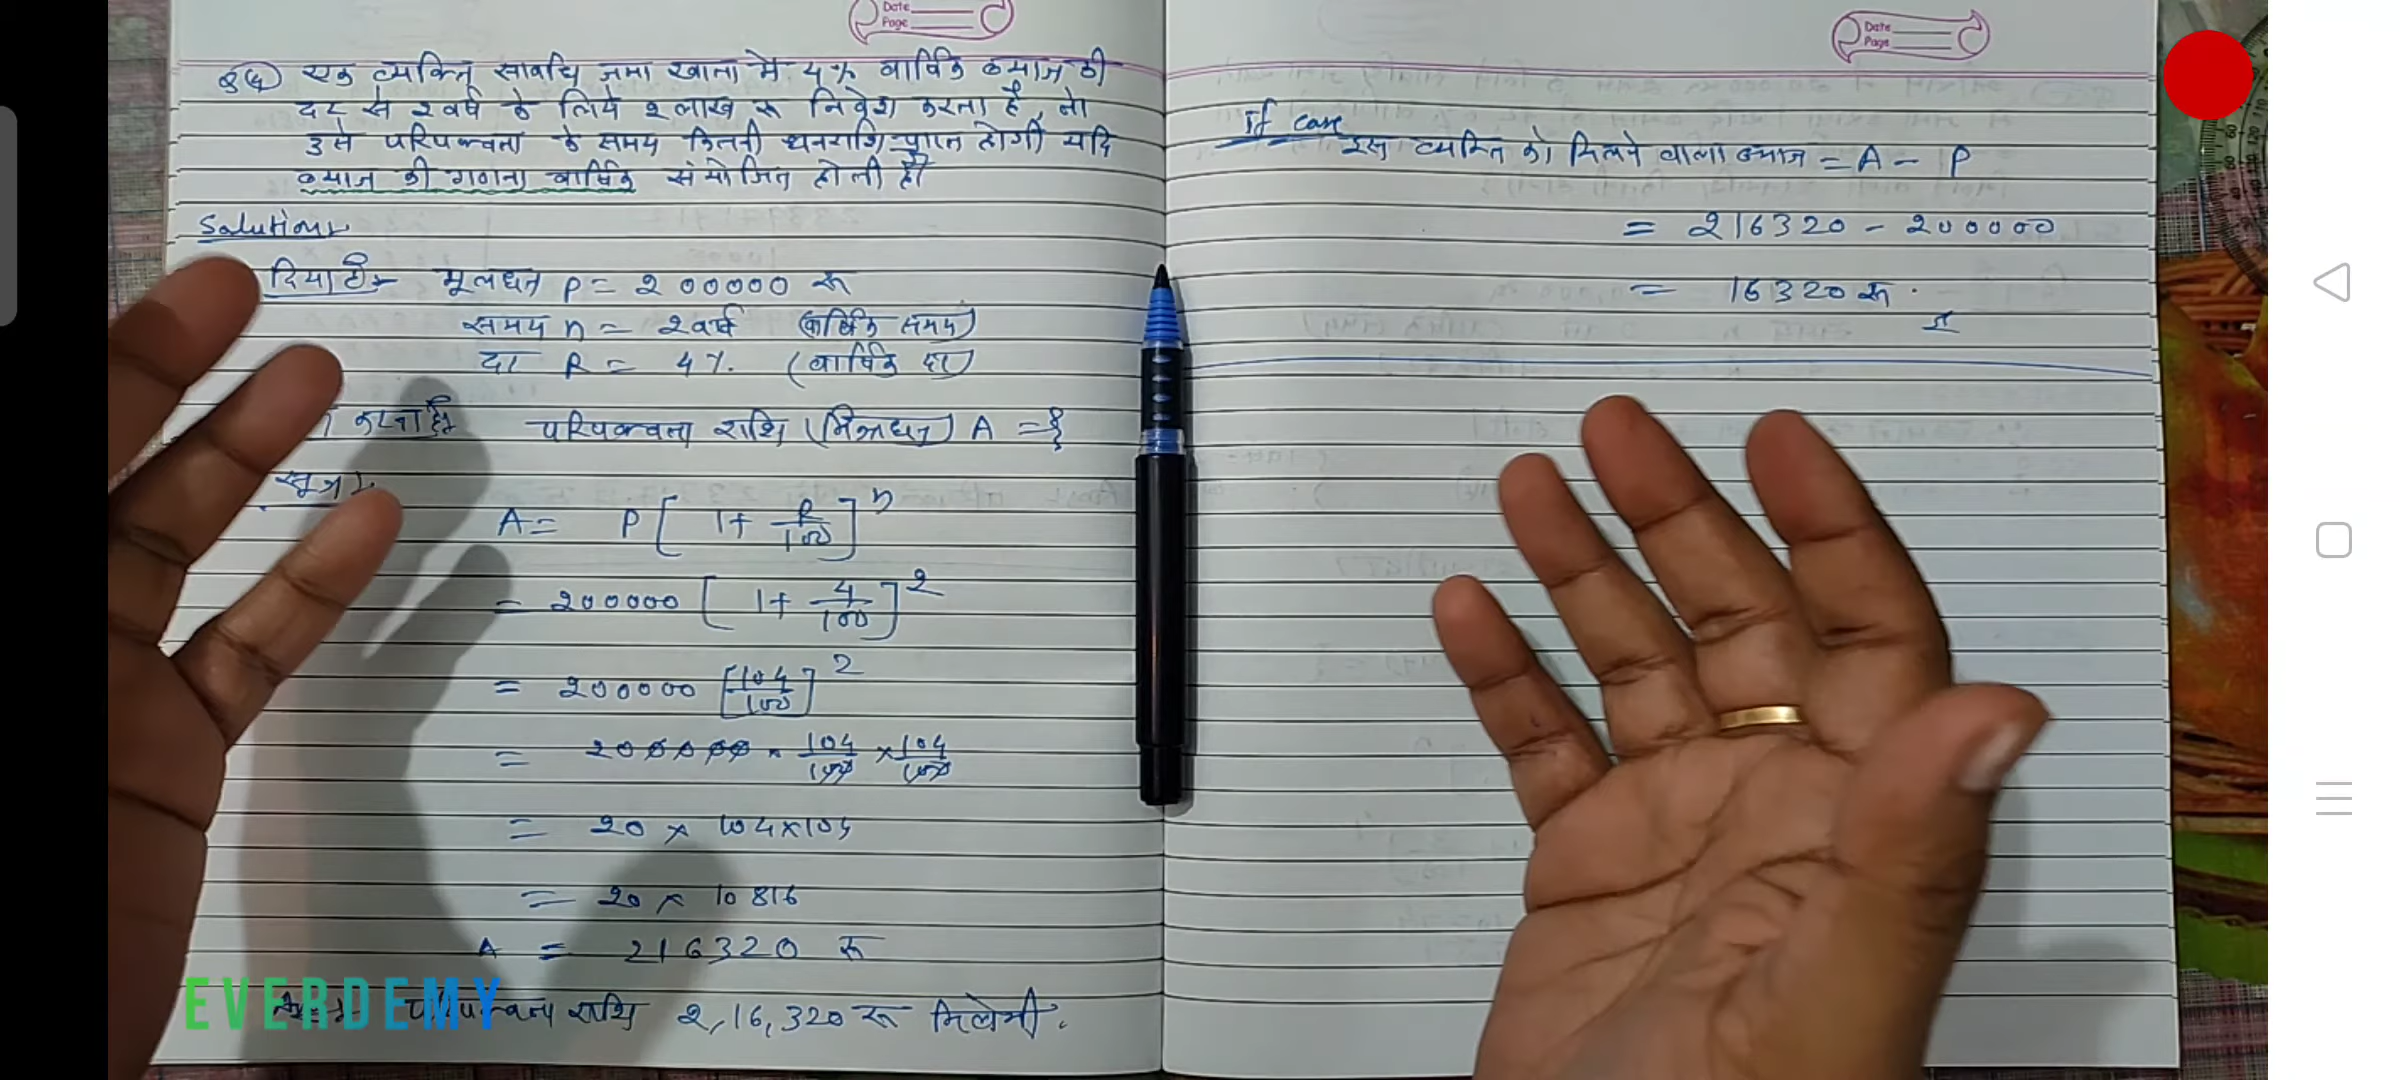 Date
Page
एक व्यक्ति सावधि जमा खाता मे 4% वार्षिक ब्याज की
दर से 2 वर्ष के लिये 2 लाख रू निवेश करता है, तो
उसे परिपक्वता के समय कितनी धनराशि प्राप्त होगी यदि
ब्याज की गणना वार्षिक संयोजित होती है?
Solution:-
दिया है:- मूलधन P = 200000 रू
समय n = 2 वर्ष (वार्षिक समय)
दर R = 4%. (वार्षिक दर)
करना है:- परिपक्वता राशि (मिश्रधन) A = ?
सूत्र:-
A = P [ 1 + R/100 ]^n
= 200000 [ 1 + 4/100 ]^2
= 200000 [ 104/100 ]^2
= 200000 × 104/100 × 104/100
= 20 × 104 × 104
= 20 × 10816
A = 216320 रू
EVERDEMY
परिपक्वता राशि 2,16,320 रू मिलेगी.
Date
Page
If case
इस व्यक्ति को मिलने वाला ब्याज = A - P
= 216320 - 200000
= 16320 रू.